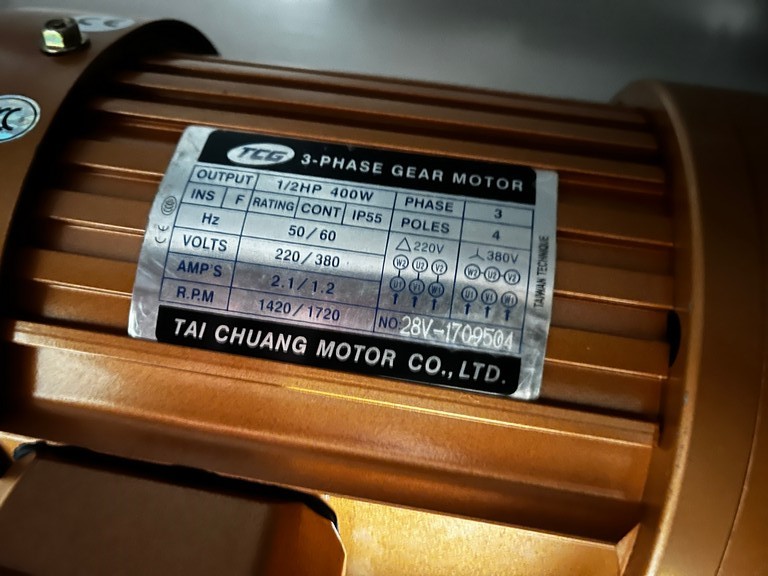 TCG 3-PHASE GEAR MOTOR
OUTPUT 1/2HP 400W PHASE 3
INS F RATING CONT IP55 POLES 4
Hz 50/60 △220V 380V
VOLTS 220/380 W2 U2 V2 W2 U2 V2
AMP'S 2.1/1.2 U1 V1 W1 U1 V1 W1
R.P.M 1420/1720 NO. 28V-1709504
TAI CHUANG MOTOR CO., LTD.
TAIWAN TECHNIQUE
CE